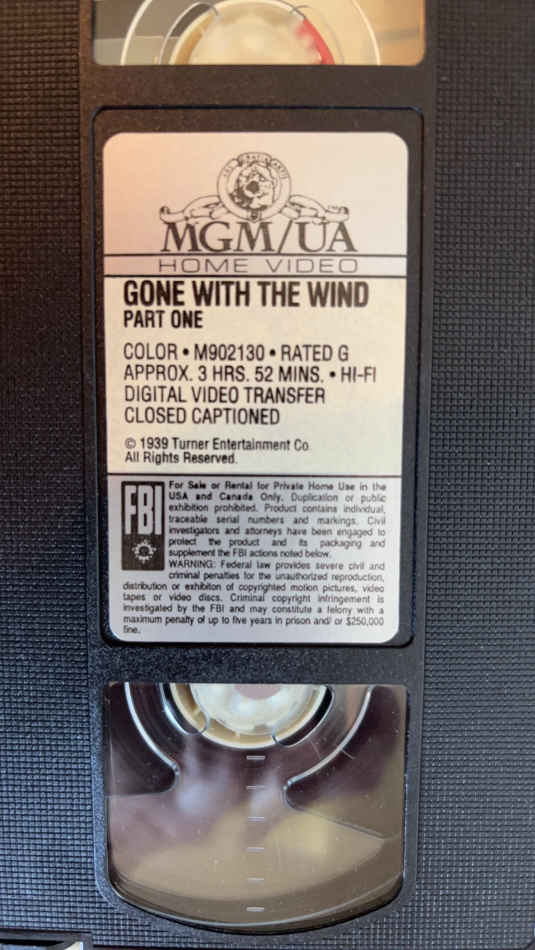 MGM/UA
HOME VIDEO
GONE WITH THE WIND
PART ONE
COLOR • M902130 • RATED G
APPROX. 3 HRS. 52 MINS. • HI-FI
DIGITAL VIDEO TRANSFER
CLOSED CAPTIONED
© 1939 Turner Entertainment Co.
All Rights Reserved.
FBI
For Sale or Rental for Private Home Use in the
USA and Canada Only. Duplication or public
exhibition prohibited. Product contains individual,
traceable serial numbers and markings. Civil
investigators and attorneys have been engaged to
protect the product and its packaging and
supplement the FBI actions noted below.
WARNING: Federal law provides severe civil and
criminal penalties for the unauthorized reproduction,
distribution or exhibiton of copyrighted motion pictures, video
tapes or video discs. Criminal copyright infringement is
investigated by the FBI and may constitute a felony with a
maximum penalty of up to five years in prison and/ or $250,000
fine.